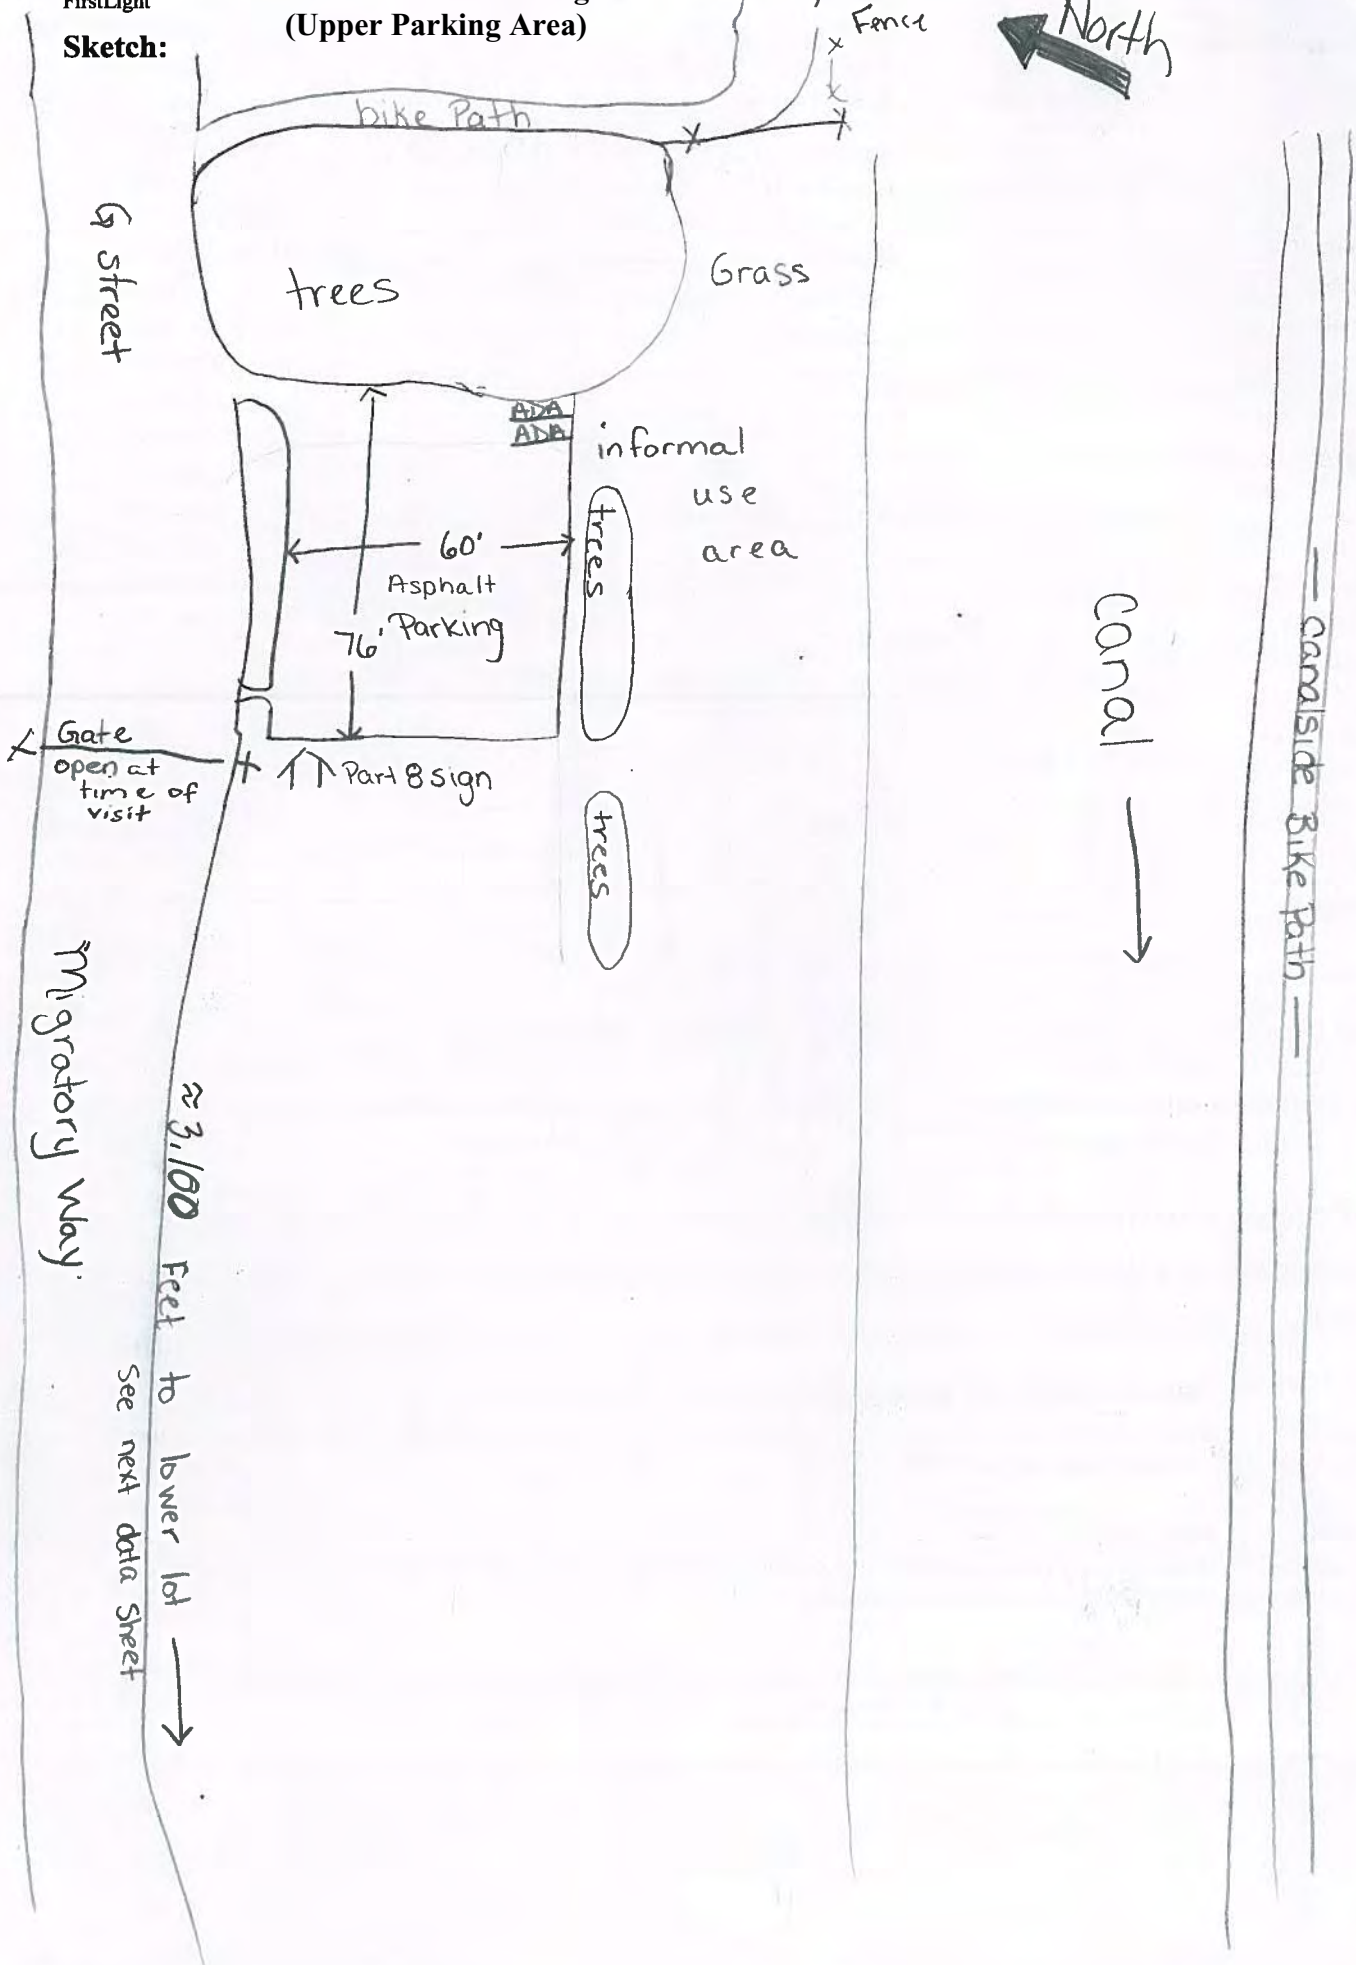 FirstLight
(Upper Parking Area)
Sketch:
Fence
North
bike Path
G street
trees
Grass
ADA
ADA
informal
use
area
trees
60'
Asphalt
Parking
76'
Canal
Canalside Bike Path
Gate
open at
time of
visit
Part 8 sign
trees
Migratory Way
≈ 3,100 Feet to lower lot
See next data Sheet